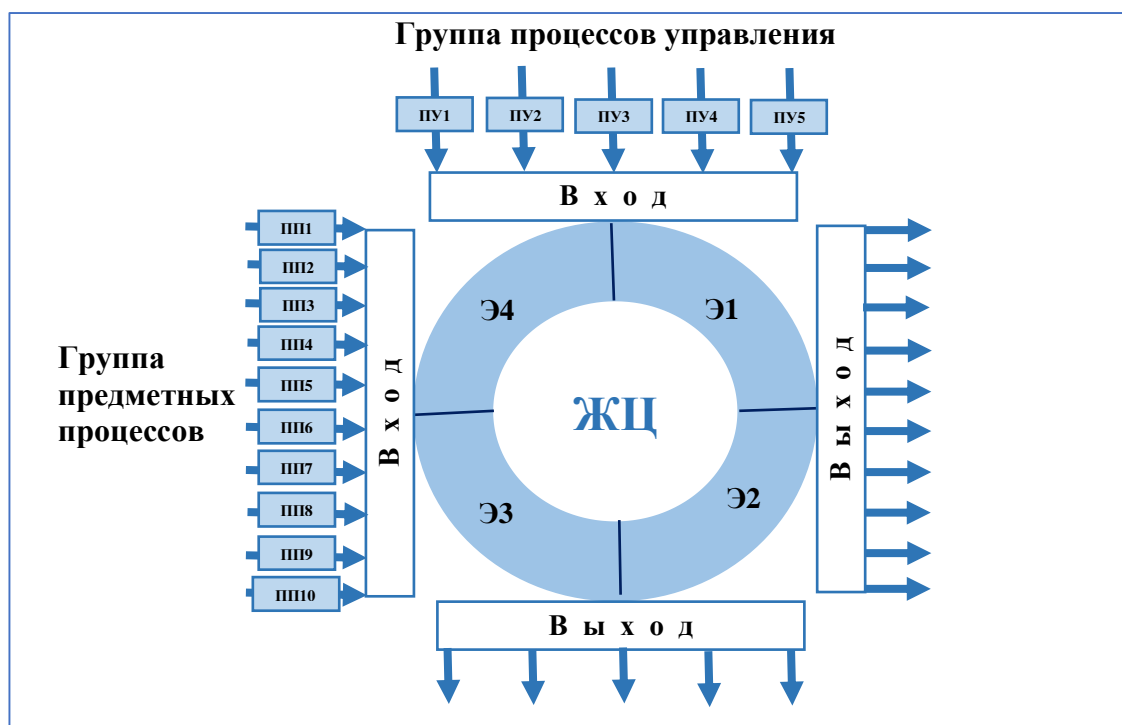 Группа процессов управления
ПУ1 ПУ2 ПУ3 ПУ4 ПУ5
В х о д
ПП1
ПП2
ПП3
ПП4
ПП5
ПП6
ПП7
ПП8
ПП9
ПП10
Группа
предметных
процессов
В х о д
Э4 Э1
ЖЦ
Э3 Э2
В ы х о д
В ы х о д